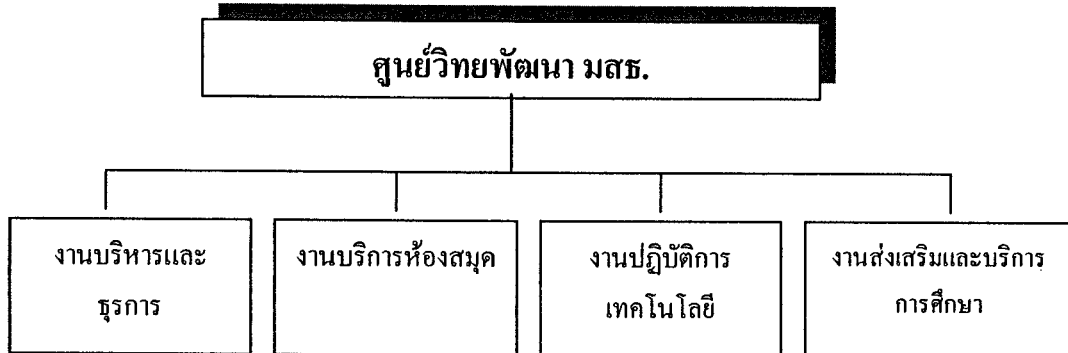 ศูนย์วิทยพัฒนา มสธ.
งานบริหารและ
ธุรการ
งานบริการห้องสมุด
งานปฏิบัติการ
เทคโนโลยี
งานส่งเสริมและบริการ
การศึกษา